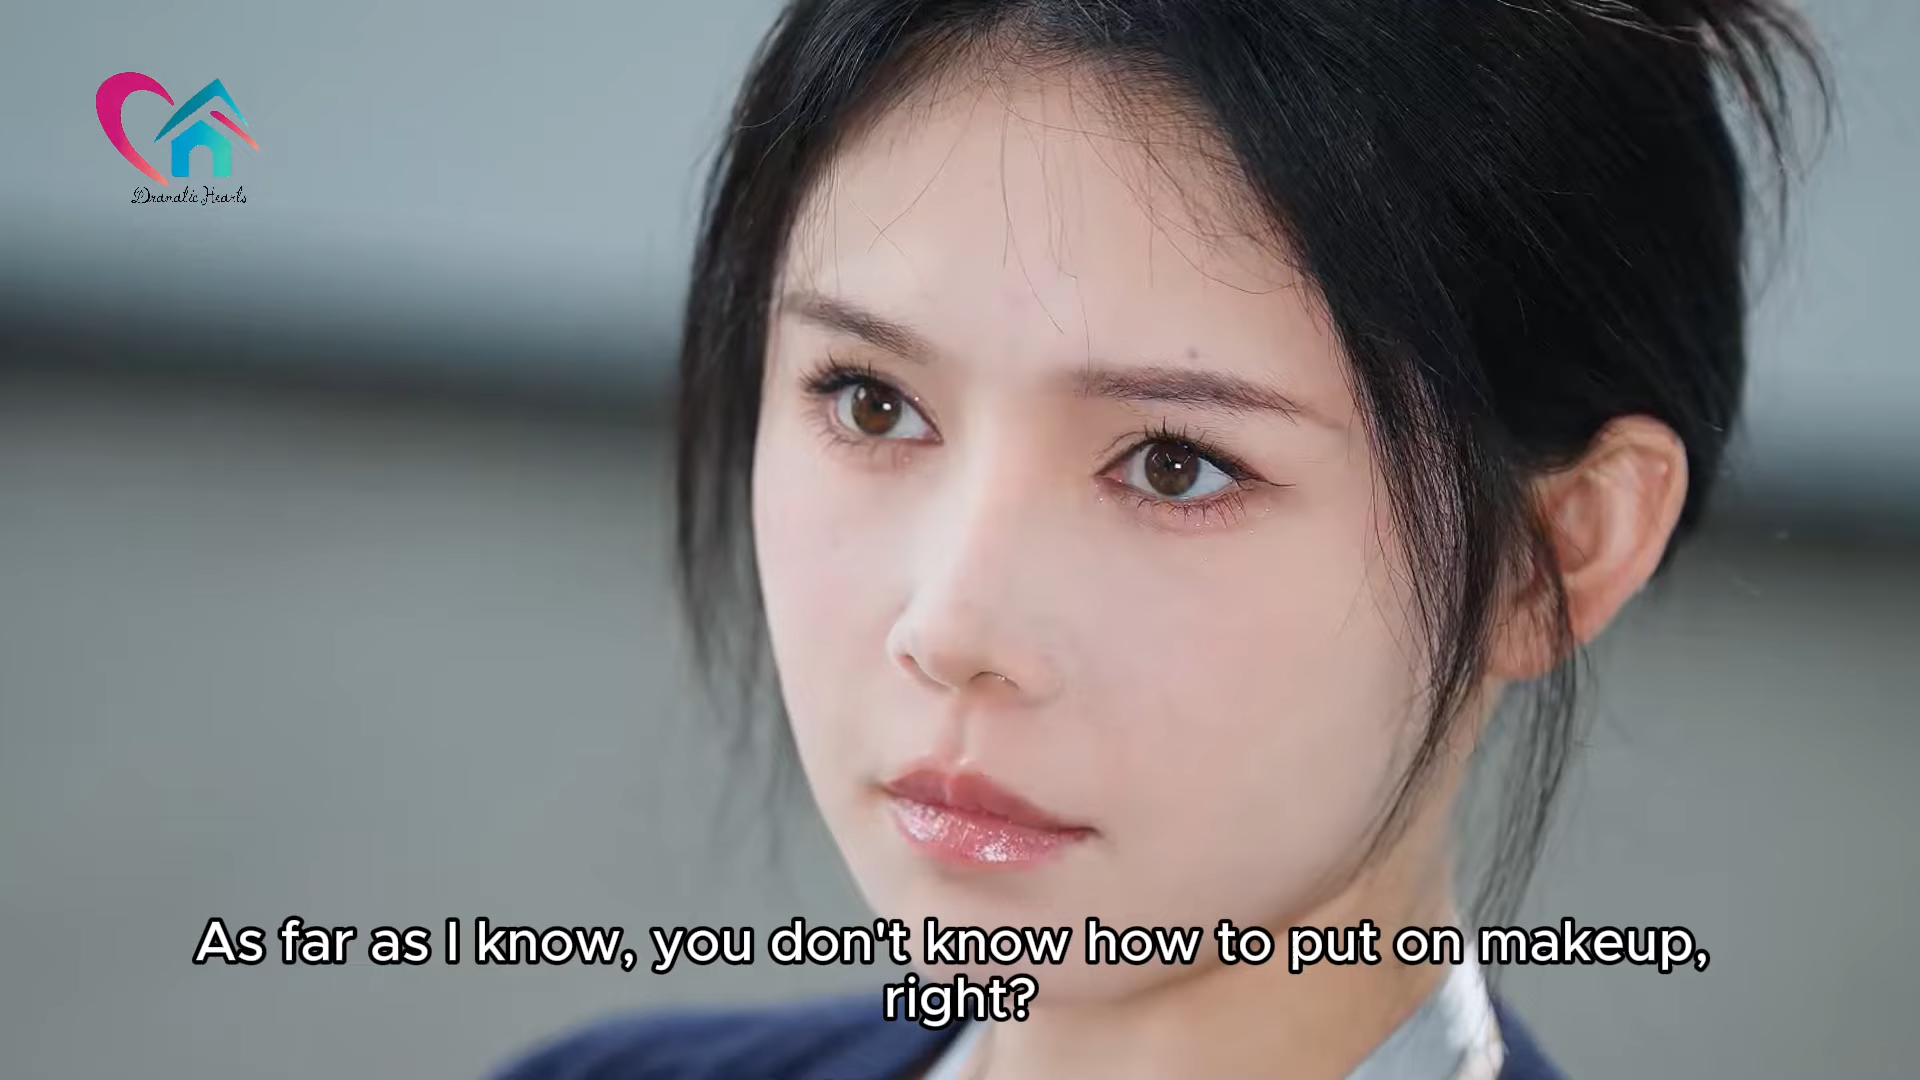 Dramatic Hearts
As far as I know, you don't know how to put on makeup,
right?